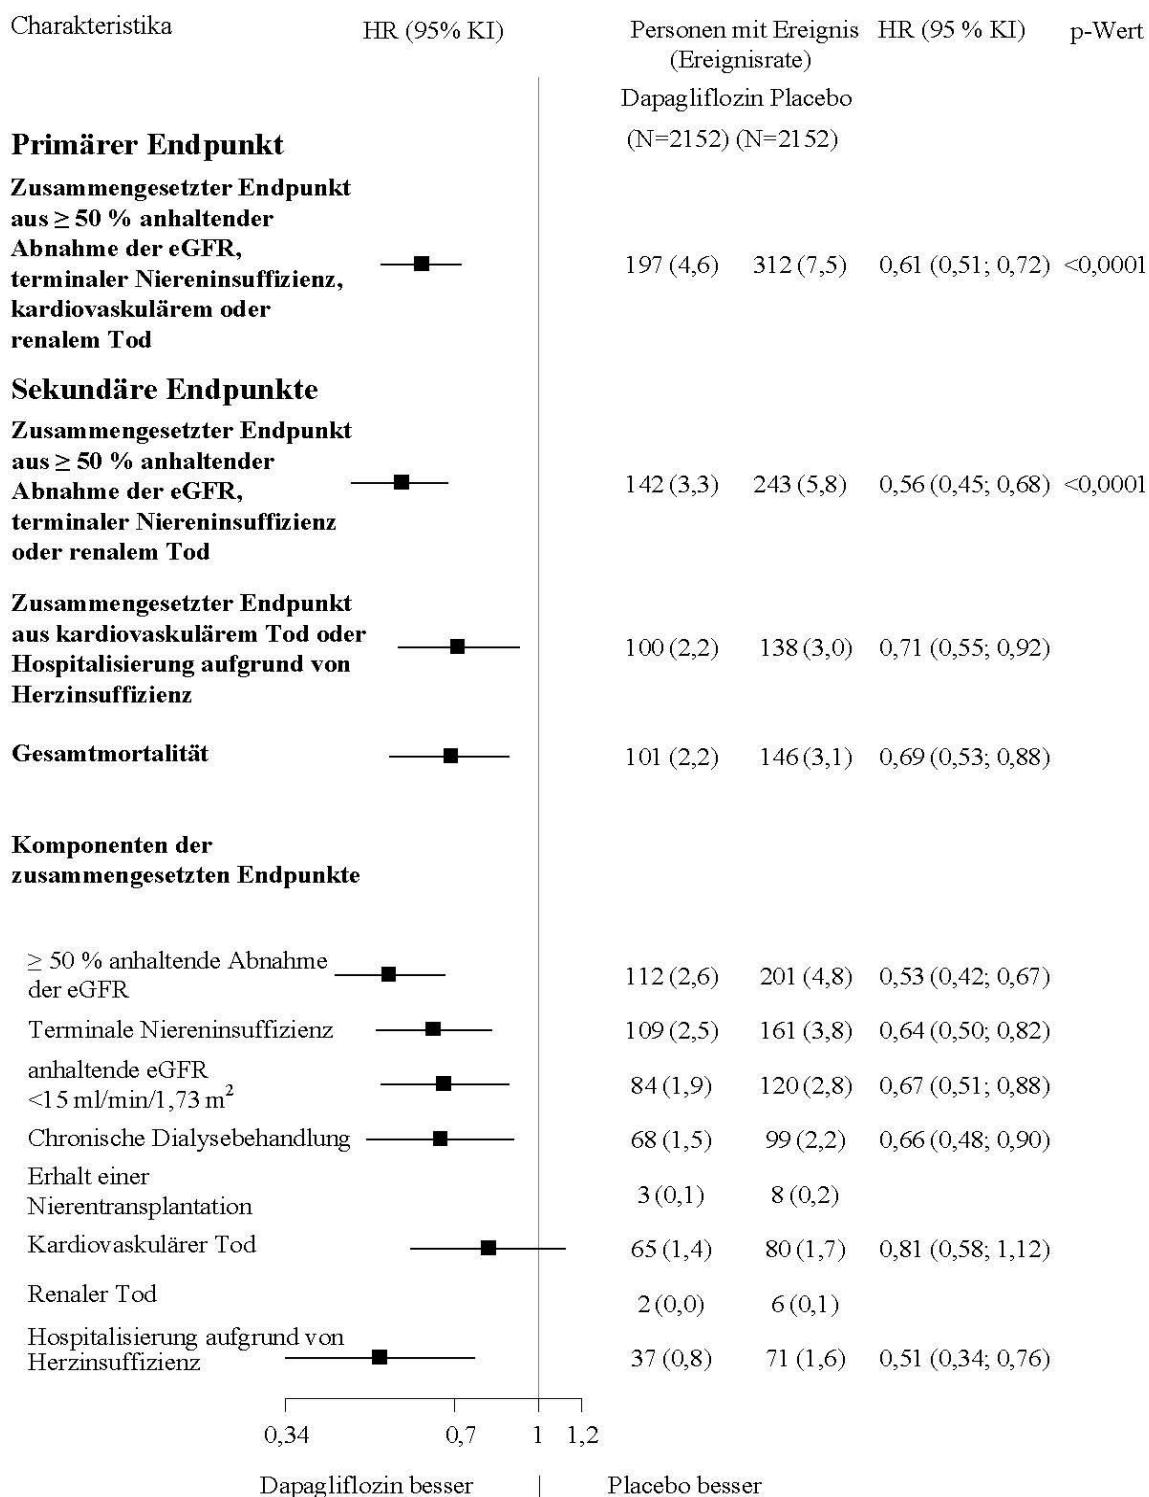 Charakteristika HR (95% KI) Personen mit Ereignis HR (95 % KI) p-Wert
(Ereignisrate)
Dapagliflozin Placebo
(N=2152) (N=2152)
Primärer Endpunkt
Zusammengesetzter Endpunkt
aus ≥ 50 % anhaltender
Abnahme der eGFR,
terminaler Niereninsuffizienz, 197 (4,6) 312 (7,5) 0,61 (0,51; 0,72) <0,0001
kardiovaskulärem oder
renalem Tod
Sekundäre Endpunkte
Zusammengesetzter Endpunkt
aus ≥ 50 % anhaltender
Abnahme der eGFR, 142 (3,3) 243 (5,8) 0,56 (0,45; 0,68) <0,0001
terminaler Niereninsuffizienz
oder renalem Tod
Zusammengesetzter Endpunkt
aus kardiovaskulärem Tod oder 100 (2,2) 138 (3,0) 0,71 (0,55; 0,92)
Hospitalisierung aufgrund von
Herzinsuffizienz
Gesamtmortalität 101 (2,2) 146 (3,1) 0,69 (0,53; 0,88)
Komponenten der
zusammengesetzten Endpunkte
≥ 50 % anhaltende Abnahme 112 (2,6) 201 (4,8) 0,53 (0,42; 0,67)
der eGFR
Terminale Niereninsuffizienz 109 (2,5) 161 (3,8) 0,64 (0,50; 0,82)
anhaltende eGFR 84 (1,9) 120 (2,8) 0,67 (0,51; 0,88)
<15 ml/min/1,73 m²
Chronische Dialysebehandlung 68 (1,5) 99 (2,2) 0,66 (0,48; 0,90)
Erhalt einer
Nierentransplantation 3 (0,1) 8 (0,2)
Kardiovaskulärer Tod 65 (1,4) 80 (1,7) 0,81 (0,58; 1,12)
Renaler Tod 2 (0,0) 6 (0,1)
Hospitalisierung aufgrund von
Herzinsuffizienz 37 (0,8) 71 (1,6) 0,51 (0,34; 0,76)
0,34 0,7 1 1,2
Dapagliflozin besser Placebo besser